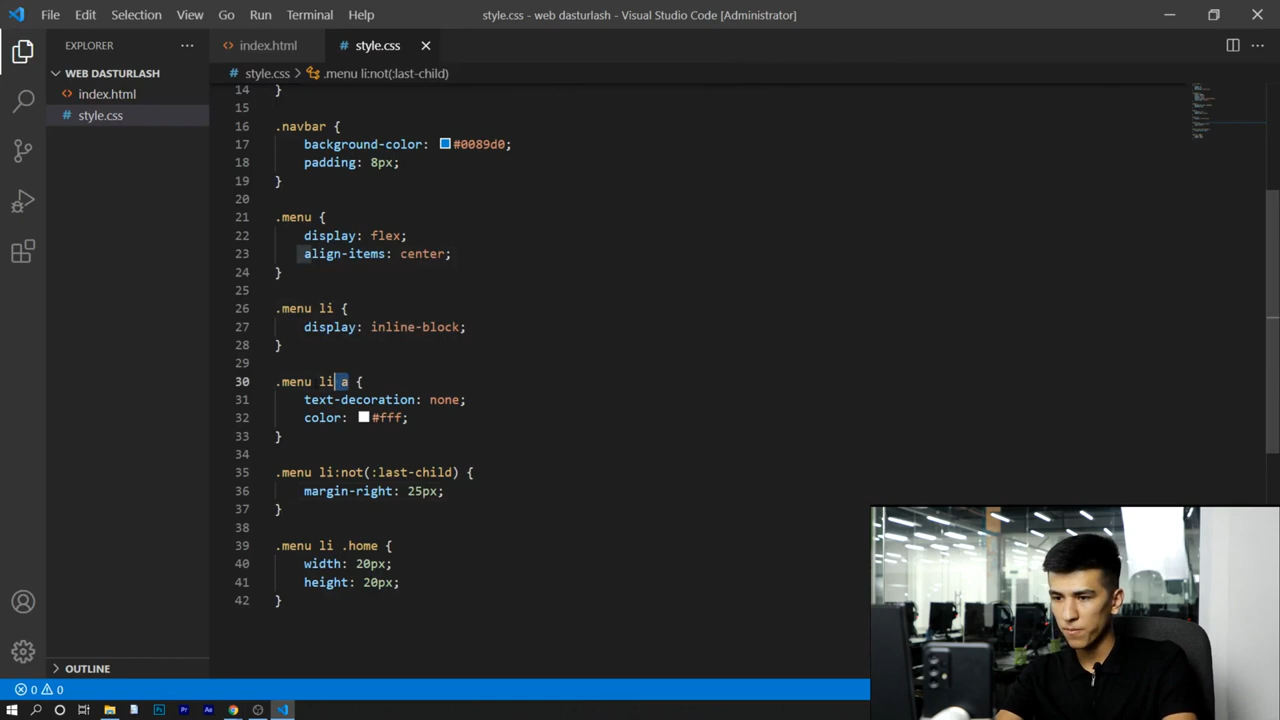 File Edit Selection View Go Run Terminal Help
style.css - web dasturlash - Visual Studio Code [Administrator]
EXPLORER
index.html
style.css
WEB DASTURLASH
style.css > .menu li:not(:last-child)
index.html
style.css
14 }
15
16 .navbar {
17 background-color: #0089d0;
18 padding: 8px;
19 }
20
21 .menu {
22 display: flex;
23 align-items: center;
24 }
25
26 .menu li {
27 display: inline-block;
28 }
29
30 .menu li a {
31 text-decoration: none;
32 color: #fff;
33 }
34
35 .menu li:not(:last-child) {
36 margin-right: 25px;
37 }
38
39 .menu li .home {
40 width: 20px;
41 height: 20px;
42 }
OUTLINE
0 0